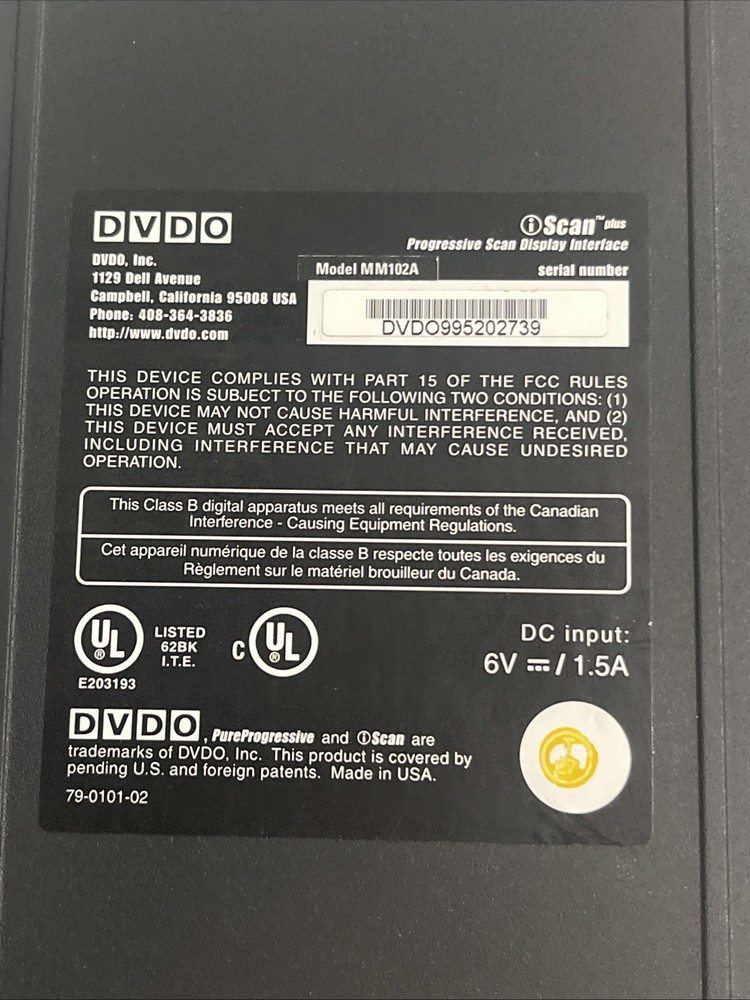 DVDO
iScan™ plus
Progressive Scan Display Interface
DVDO, Inc.
1129 Dell Avenue
Campbell, California 95008 USA
Phone: 408-364-3836
http://www.dvdo.com
Model MM102A
serial number
DVDO995202739
THIS DEVICE COMPLIES WITH PART 15 OF THE FCC RULES
OPERATION IS SUBJECT TO THE FOLLOWING TWO CONDITIONS: (1)
THIS DEVICE MAY NOT CAUSE HARMFUL INTERFERENCE, AND (2)
THIS DEVICE MUST ACCEPT ANY INTERFERENCE RECEIVED,
INCLUDING INTERFERENCE THAT MAY CAUSE UNDESIRED
OPERATION.
This Class B digital apparatus meets all requirements of the Canadian
Interference - Causing Equipment Regulations.
Cet appareil numérique de la classe B respecte toutes les exigences du
Règlement sur le matériel brouilleur du Canada.
UL ®
LISTED
62BK
I.T.E.
E203193
C UL ®
DC input:
6V ⎓ / 1.5A
DVDO, PureProgressive and iScan are
trademarks of DVDO, Inc. This product is covered by
pending U.S. and foreign patents. Made in USA.
79-0101-02